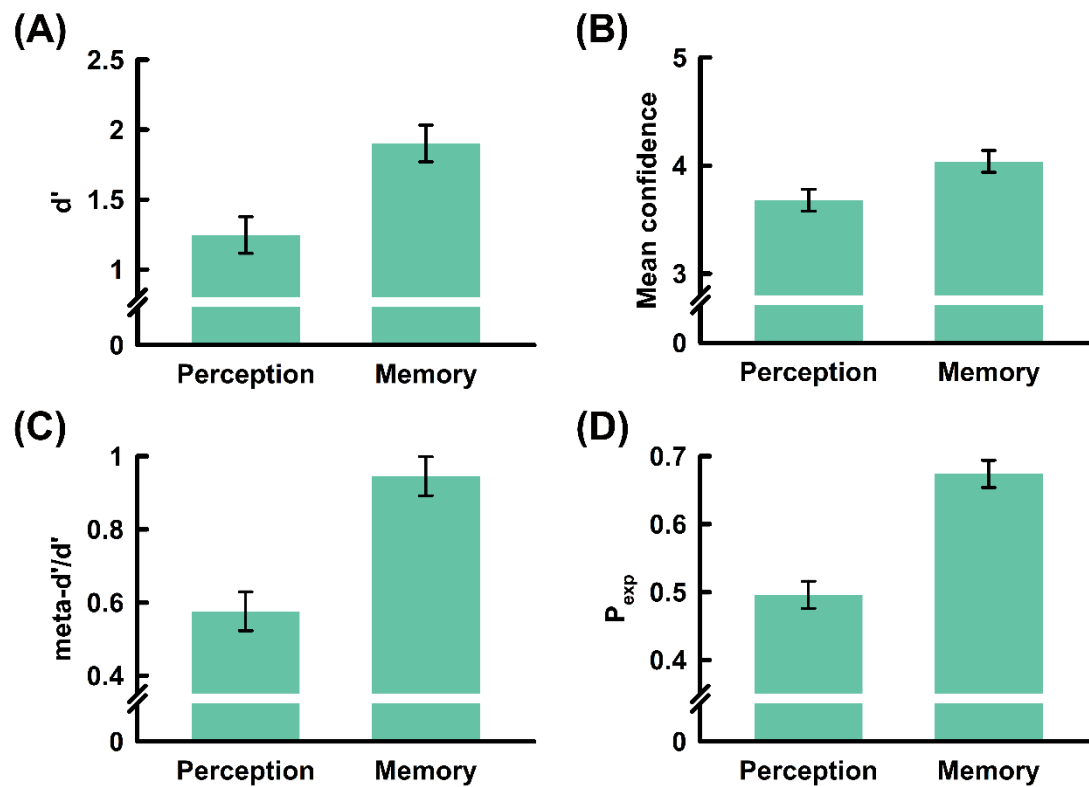 (A)
2.5
2
1.5
1
0
d'
Perception Memory
(B)
5
4
3
0
Mean confidence
Perception Memory
(C)
1
0.8
0.6
0.4
0
meta-d'/d'
Perception Memory
(D)
0.7
0.6
0.5
0.4
0
P_exp
Perception Memory